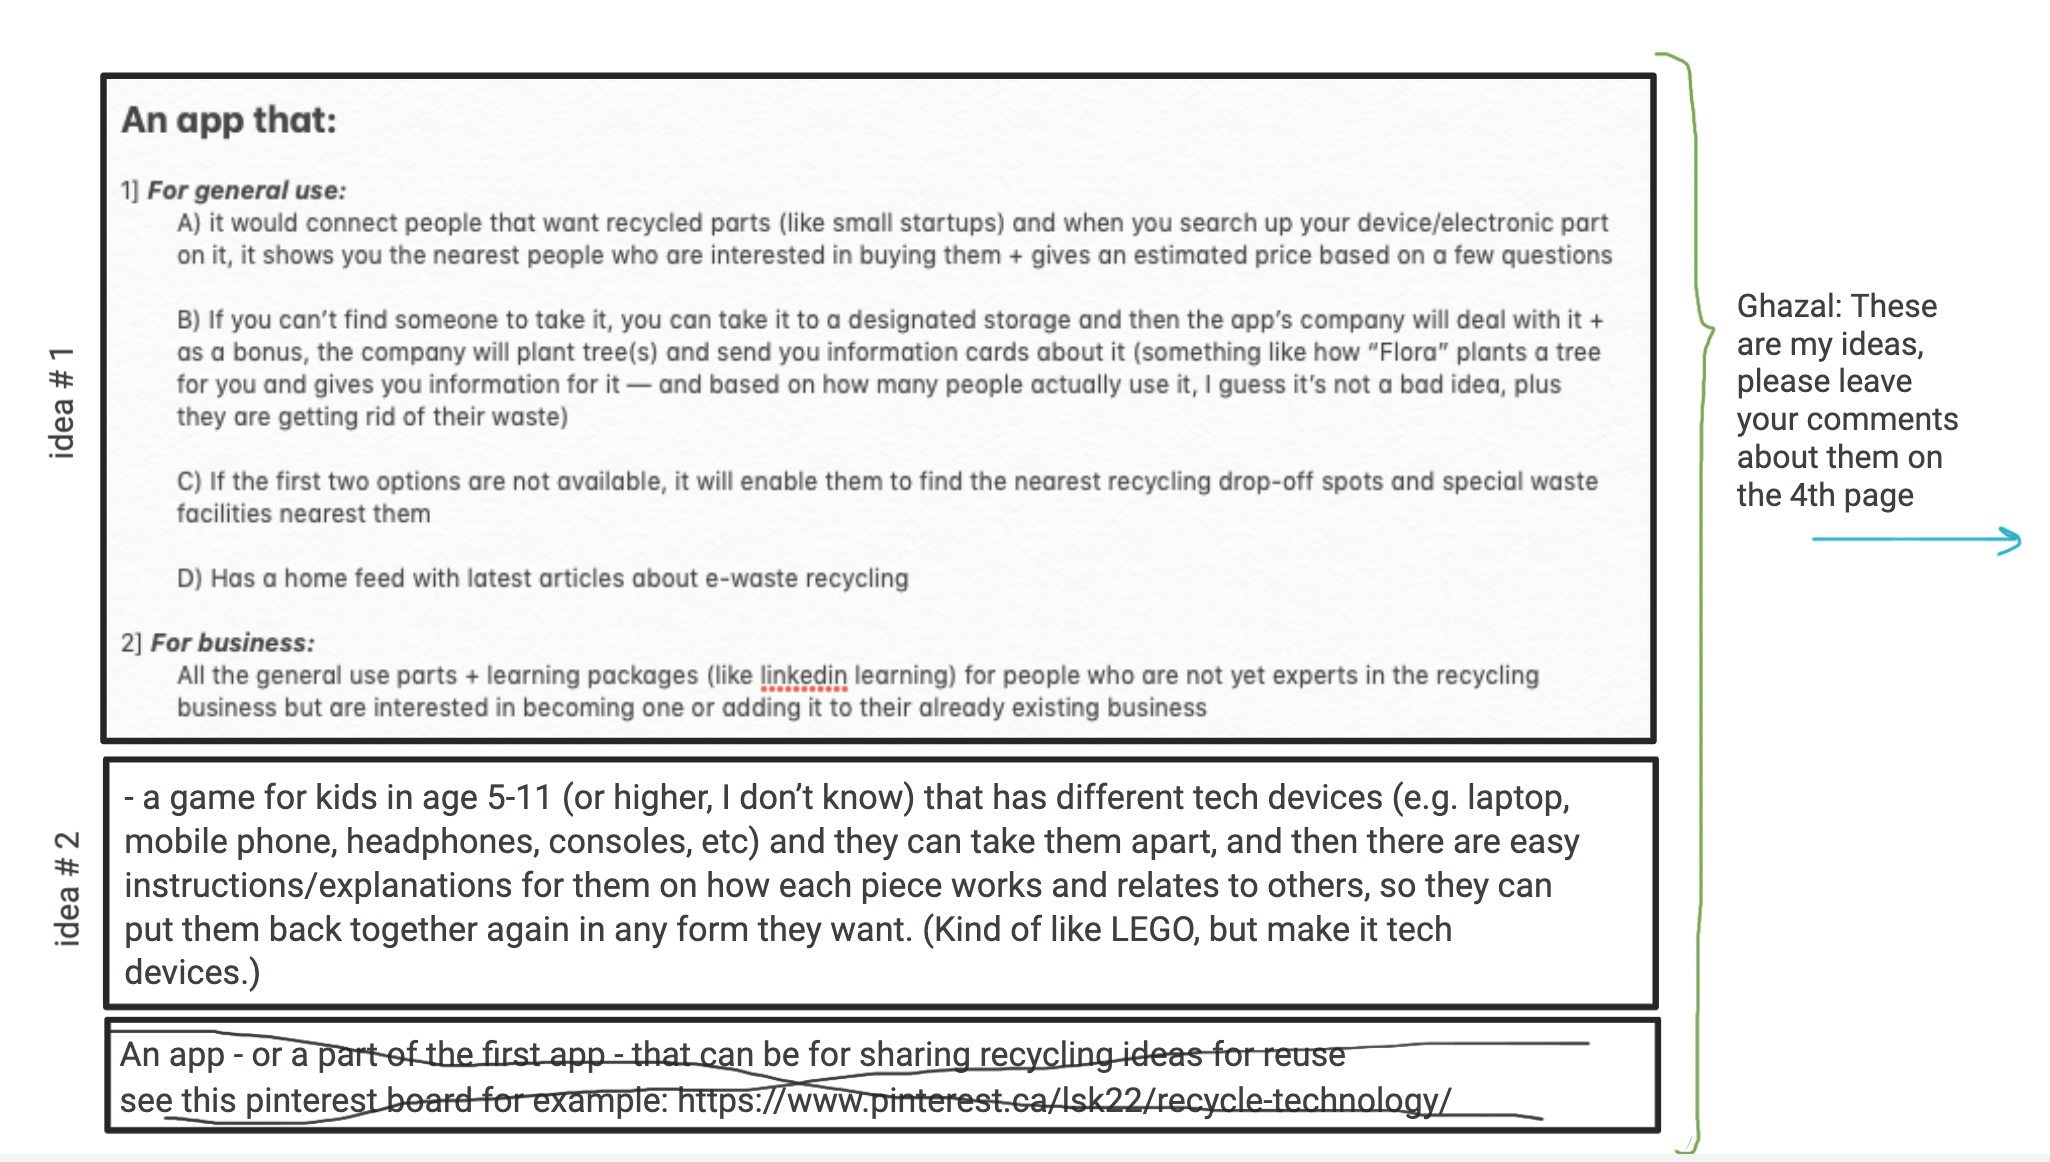 An app that:
1] For general use:
A) it would connect people that want recycled parts (like small startups) and when you search up your device/electronic part
on it, it shows you the nearest people who are interested in buying them + gives an estimated price based on a few questions
B) If you can't find someone to take it, you can take it to a designated storage and then the app's company will deal with it +
as a bonus, the company will plant tree(s) and send you information cards about it (something like how “Flora” plants a tree
for you and gives you information for it — and based on how many people actually use it, I guess it's not a bad idea, plus
they are getting rid of their waste)
C) If the first two options are not available, it will enable them to find the nearest recycling drop-off spots and special waste
facilities nearest them
D) Has a home feed with latest articles about e-waste recycling
2] For business:
All the general use parts + learning packages (like linkedin learning) for people who are not yet experts in the recycling
business but are interested in becoming one or adding it to their already existing business
idea # 1
- a game for kids in age 5-11 (or higher, I don't know) that has different tech devices (e.g. laptop,
mobile phone, headphones, consoles, etc) and they can take them apart, and then there are easy
instructions/explanations for them on how each piece works and relates to others, so they can
put them back together again in any form they want. (Kind of like LEGO, but make it tech
devices.)
idea # 2
An app - or a part of the first app - that can be for sharing recycling ideas for reuse
see this pinterest board for example: https://www.pinterest.ca/lsk22/recycle-technology/
Ghazal: These
are my ideas,
please leave
your comments
about them on
the 4th page